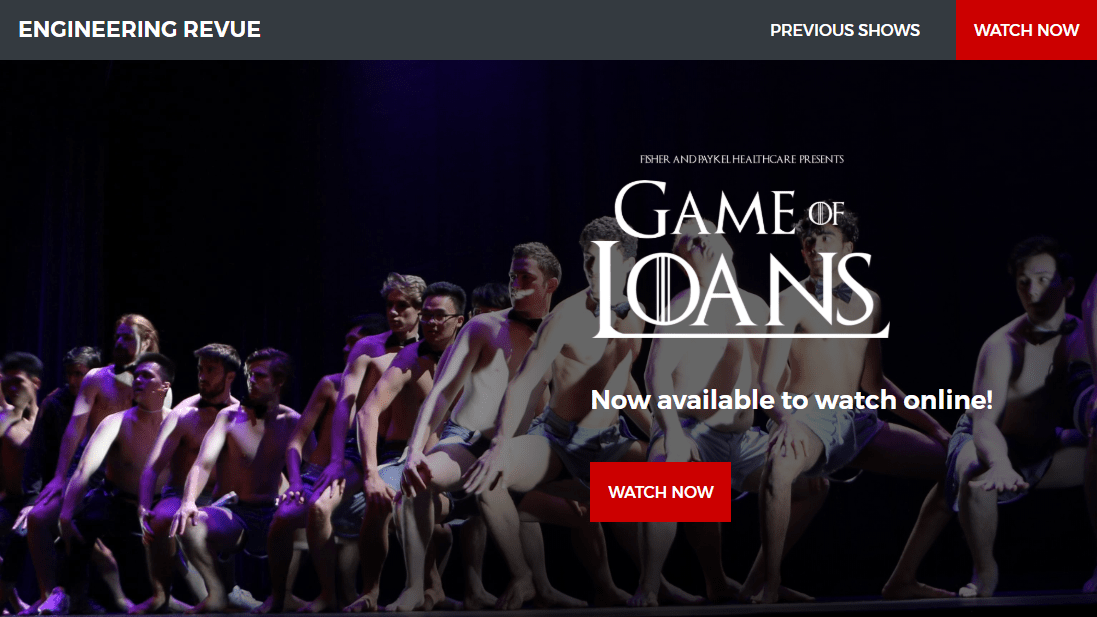 ENGINEERING REVUE
PREVIOUS SHOWS
WATCH NOW
FISHER AND PAYKEL HEALTHCARE PRESENTS
GAME OF
LOANS
Now available to watch online!
WATCH NOW